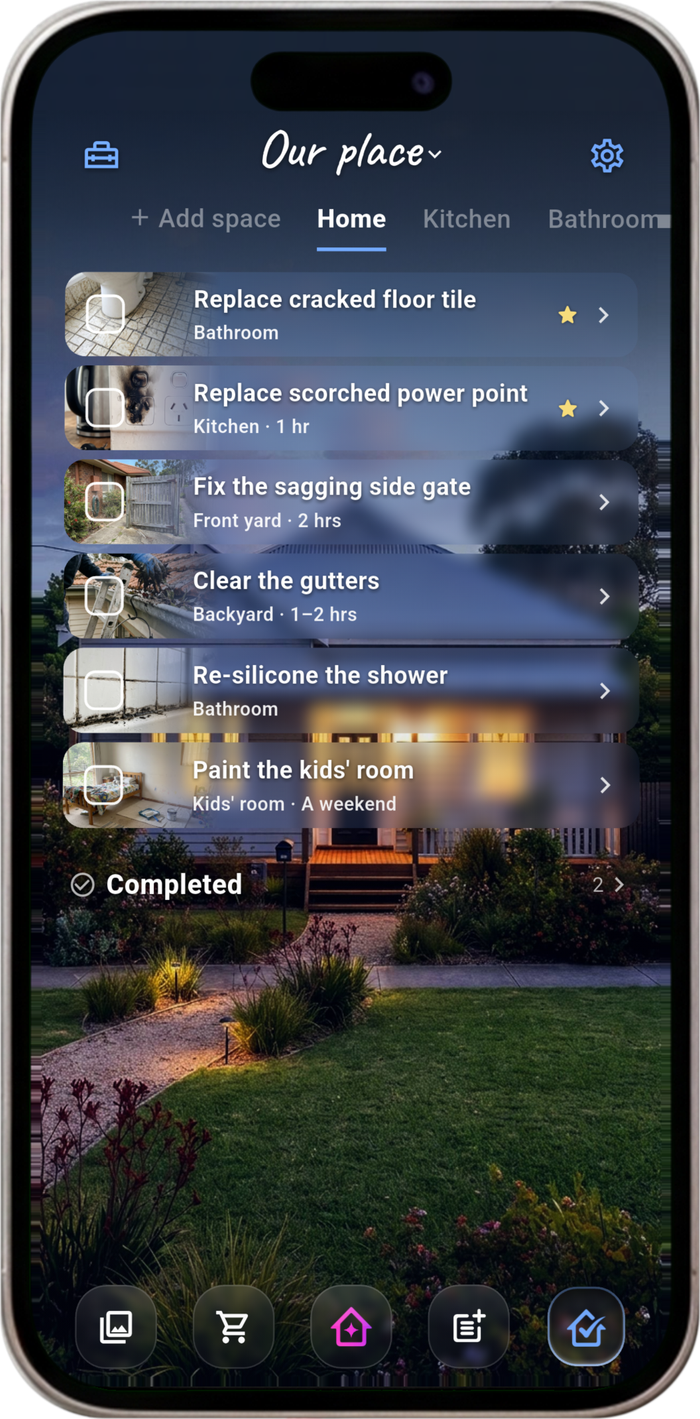 Our place
+ Add space
Home
Kitchen
Bathroom
Replace cracked floor tile
Bathroom
Replace scorched power point
Kitchen · 1 hr
Fix the sagging side gate
Front yard · 2 hrs
Clear the gutters
Backyard · 1–2 hrs
Re-silicone the shower
Bathroom
Paint the kids' room
Kids' room · A weekend
Completed
2